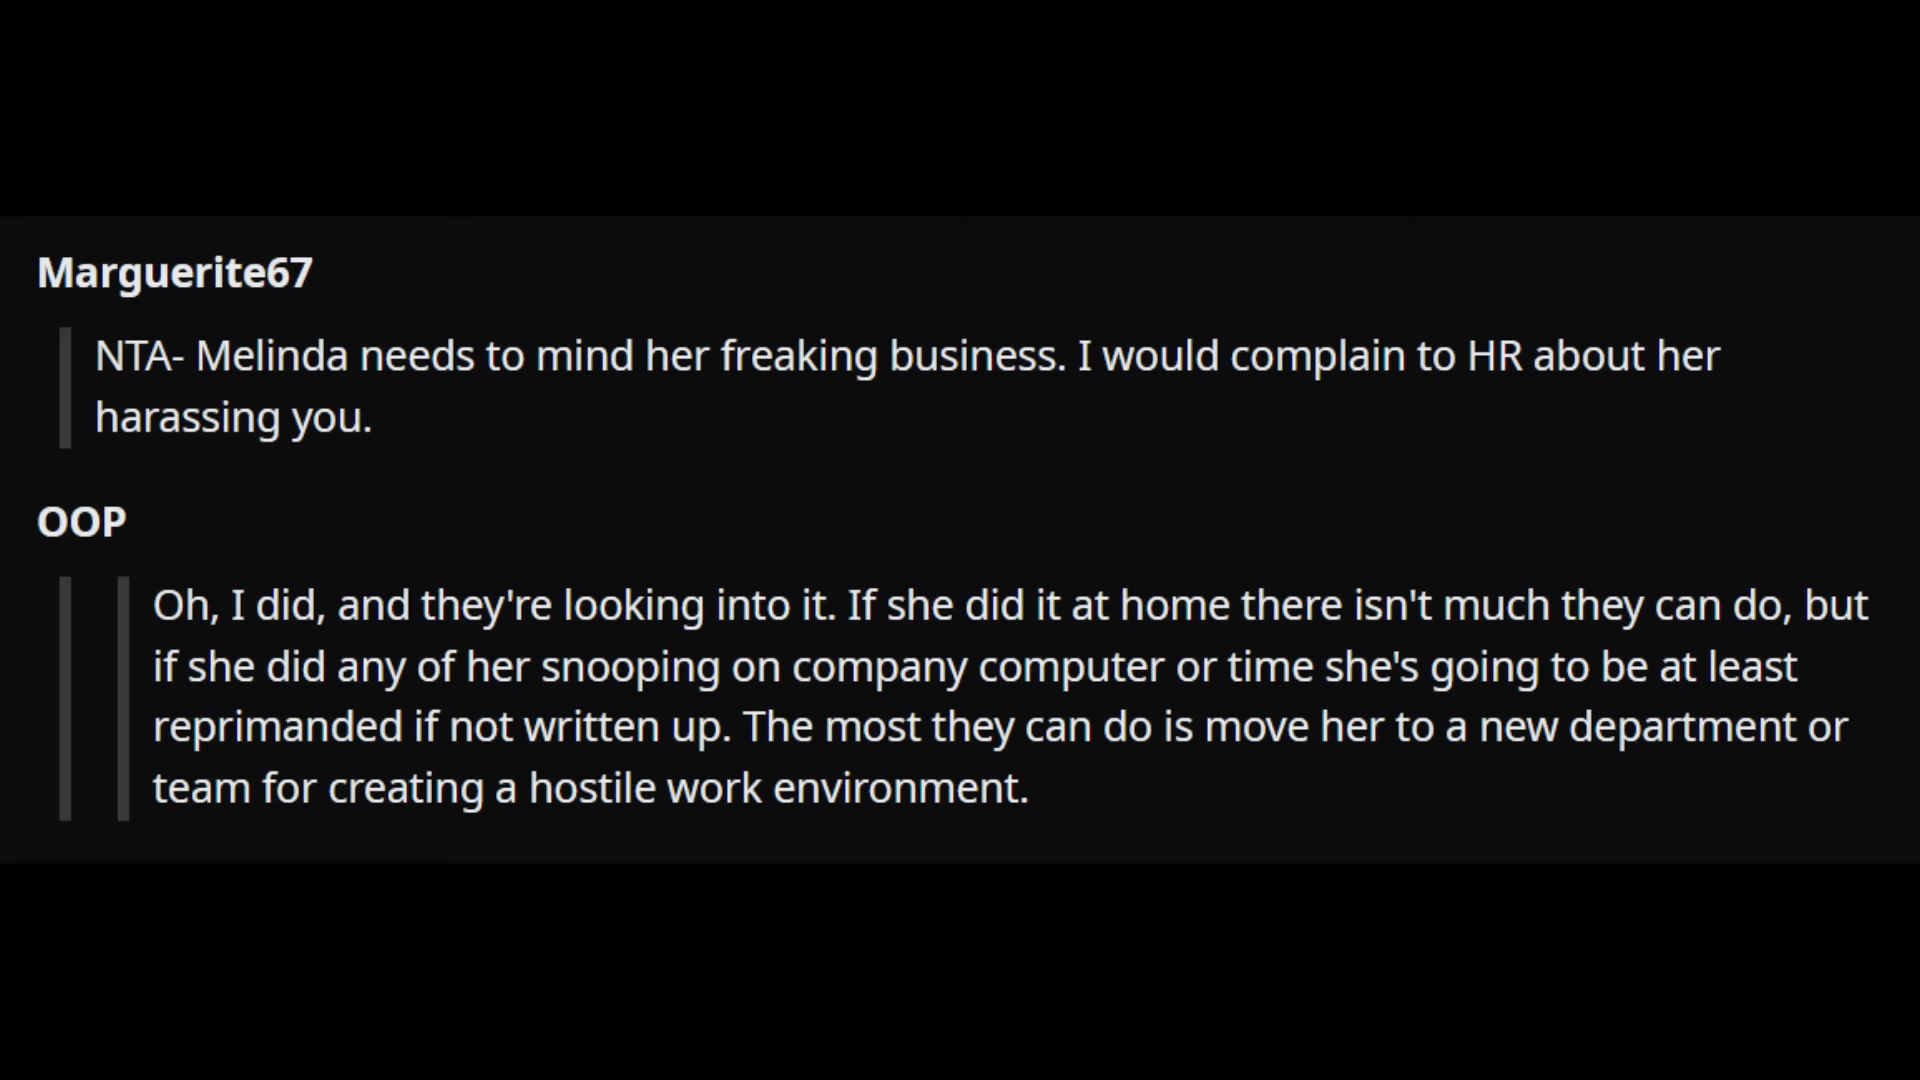 Marguerite67
NTA- Melinda needs to mind her freaking business. I would complain to HR about her
harassing you.
OOP
Oh, I did, and they're looking into it. If she did it at home there isn't much they can do, but
if she did any of her snooping on company computer or time she's going to be at least
reprimanded if not written up. The most they can do is move her to a new department or
team for creating a hostile work environment.